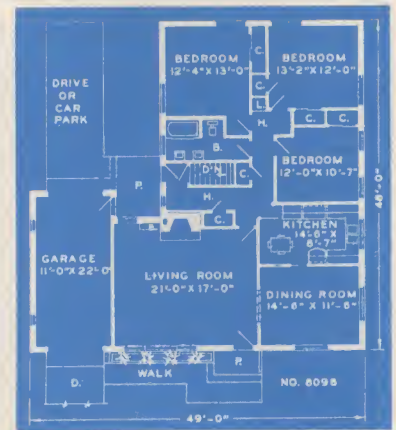 BEDROOM
12'-4" X 13'-0"
C.
BEDROOM
13'-2" X 12'-0"
DRIVE
OR
CAR
PARK
C.
L.
H.
C.
C.
B.
BEDROOM
12'-0" X 10'-7"
P.
D'N.
C.
H.
C.
B.
KITCHEN
14'-6" X
8'-7"
48'-0"
GARAGE
11'-0" X 22'-0"
LIVING ROOM
21'-0" X 17'-0"
DINING ROOM
14'-6" X 11'-6"
D.
WALK
P.
NO. 8098
49'-0"